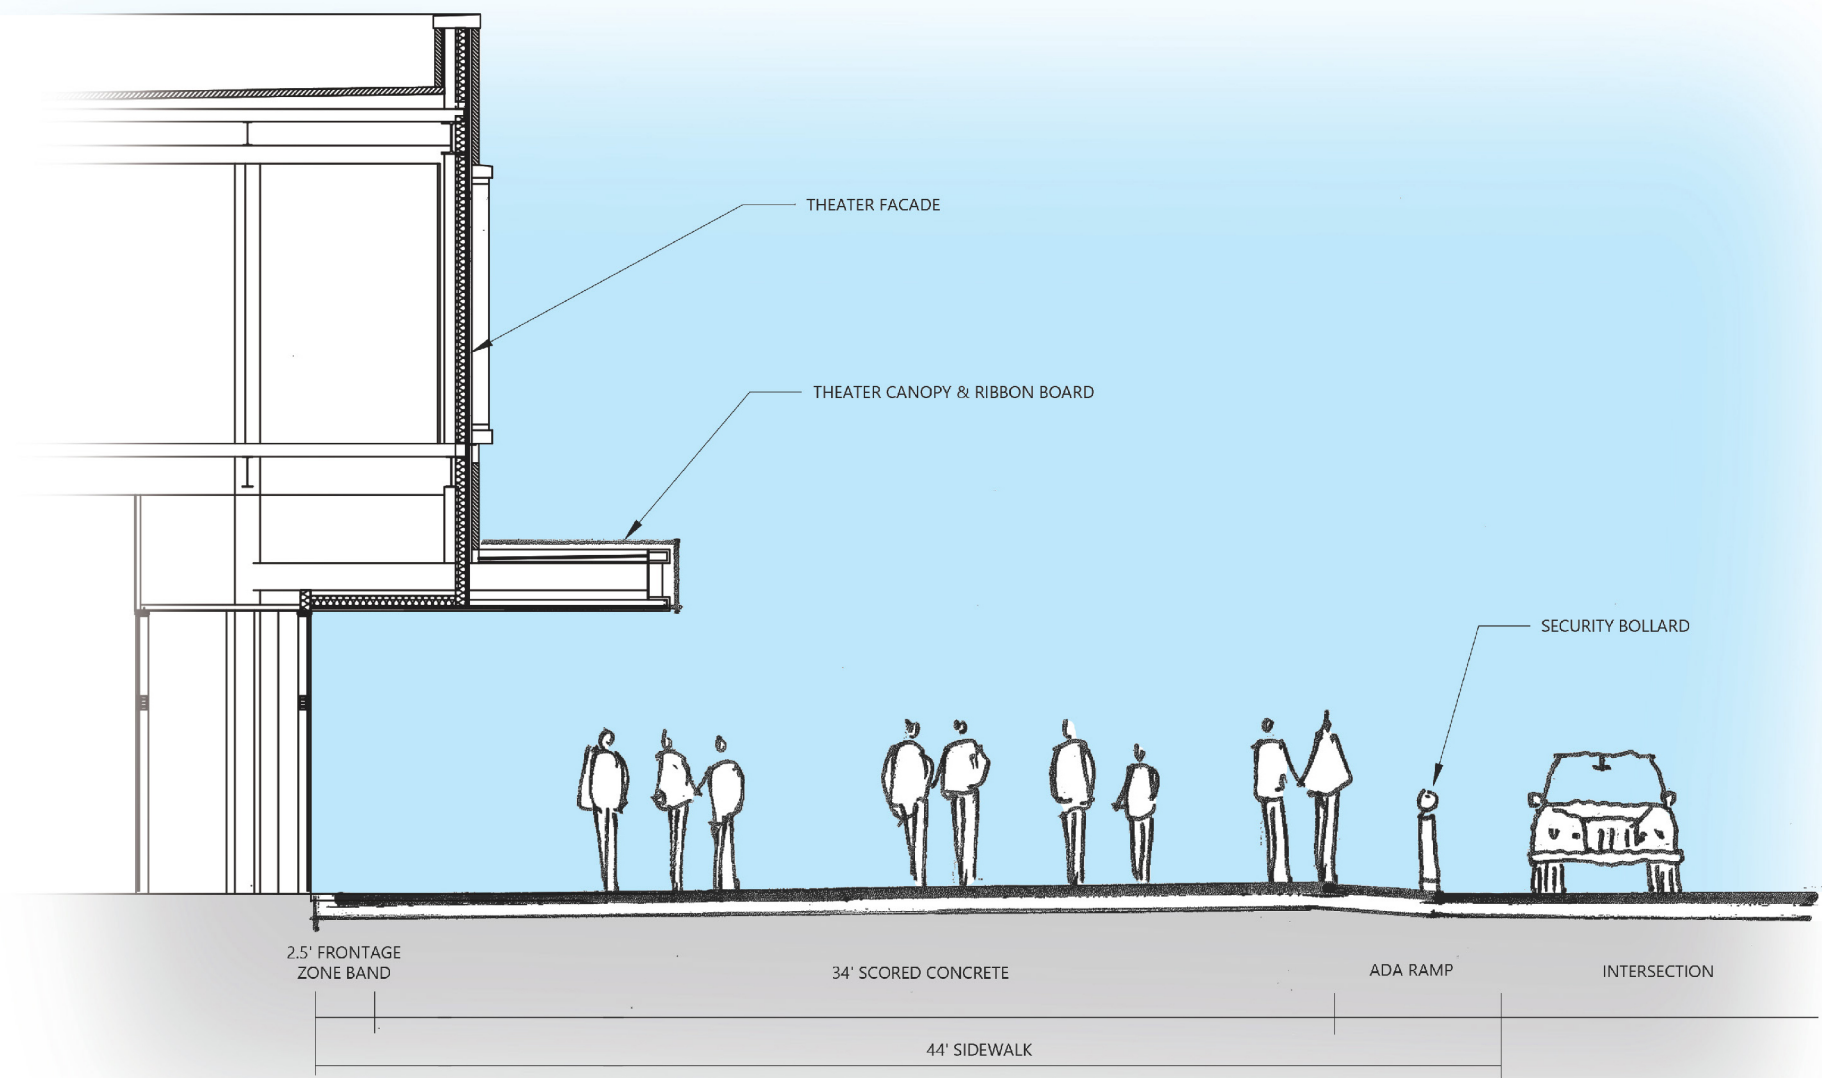 THEATER FACADE
THEATER CANOPY & RIBBON BOARD
SECURITY BOLLARD
2.5' FRONTAGE
ZONE BAND
34' SCORED CONCRETE
ADA RAMP
INTERSECTION
44' SIDEWALK